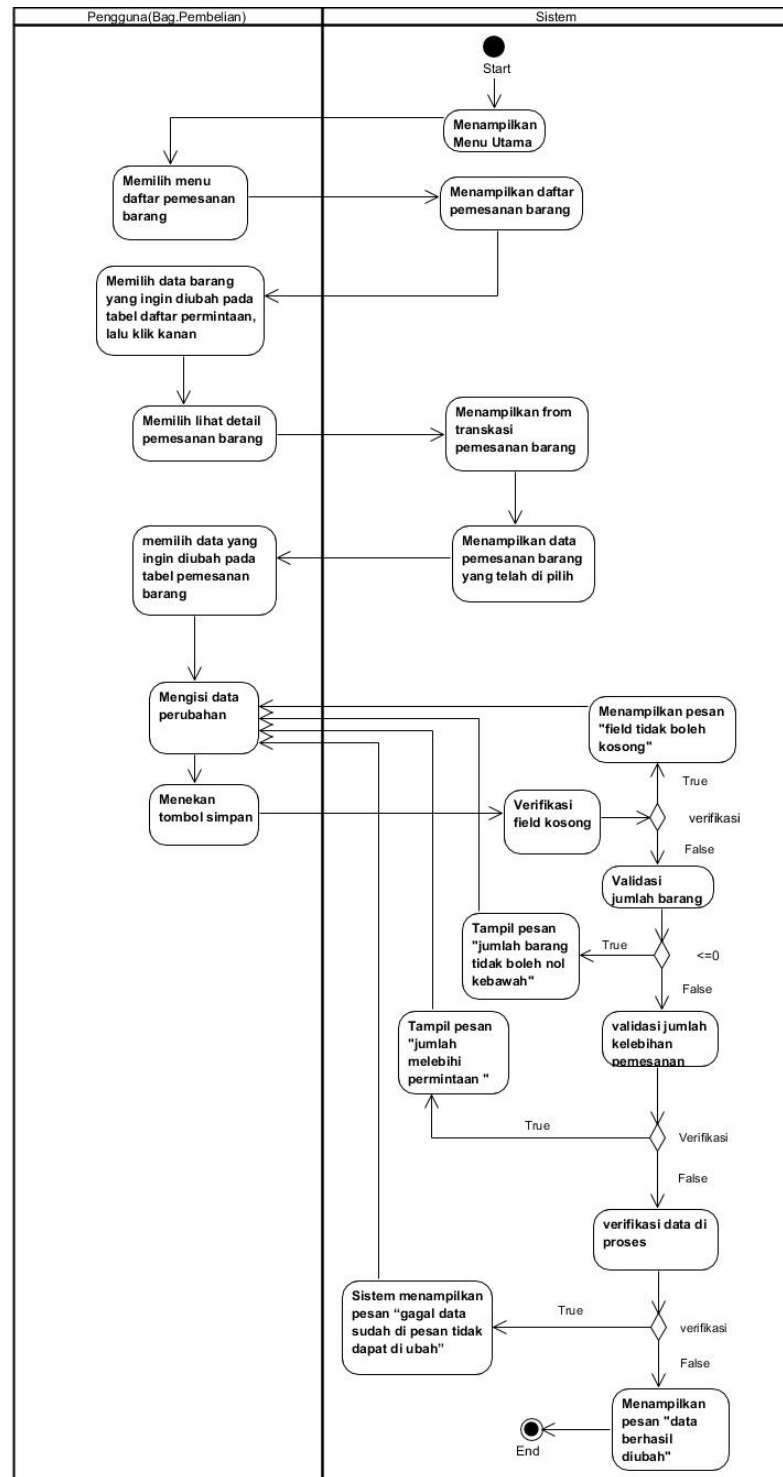 Pengguna(Bag.Pembelian)
Sistem
Start
Menampilkan
Menu Utama
Memilih menu
daftar pemesanan
barang
Menampilkan daftar
pemesanan barang
Memilih data barang
yang ingin diubah pada
tabel daftar permintaan,
lalu klik kanan
Memilih lihat detail
pemesanan barang
Menampilkan from
transkasi
pemesanan barang
Menampilkan data
pemesanan barang
yang telah di pilih
memilih data yang
ingin diubah pada
tabel pemesanan
barang
Mengisi data
perubahan
Menekan
tombol simpan
Verifikasi
field kosong
verifikasi
True
Menampilkan pesan
"field tidak boleh
kosong"
False
Validasi
jumlah barang
<=0
True
Tampil pesan
"jumlah barang
tidak boleh nol
kebawah"
False
validasi jumlah
kelebihan
pemesanan
Verifikasi
True
Tampil pesan
"jumlah
melebihi
permintaan "
False
verifikasi data di
proses
verifikasi
True
Sistem menampilkan
pesan “gagal data
sudah di pesan tidak
dapat di ubah”
False
Menampilkan
pesan "data
berhasil
diubah"
End